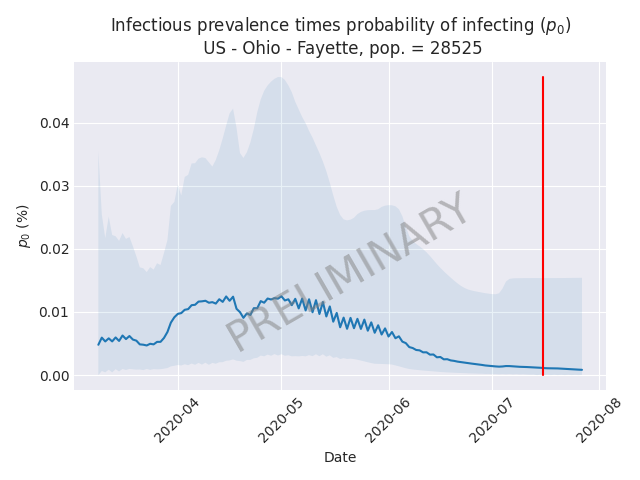 Infectious prevalence times probability of infecting (p₀)
US - Ohio - Fayette, pop. = 28525
0.04
0.03
0.02
0.01
0.00
p₀ (%)
PRELIMINARY
2020-04
2020-05
2020-06
2020-07
2020-08
Date